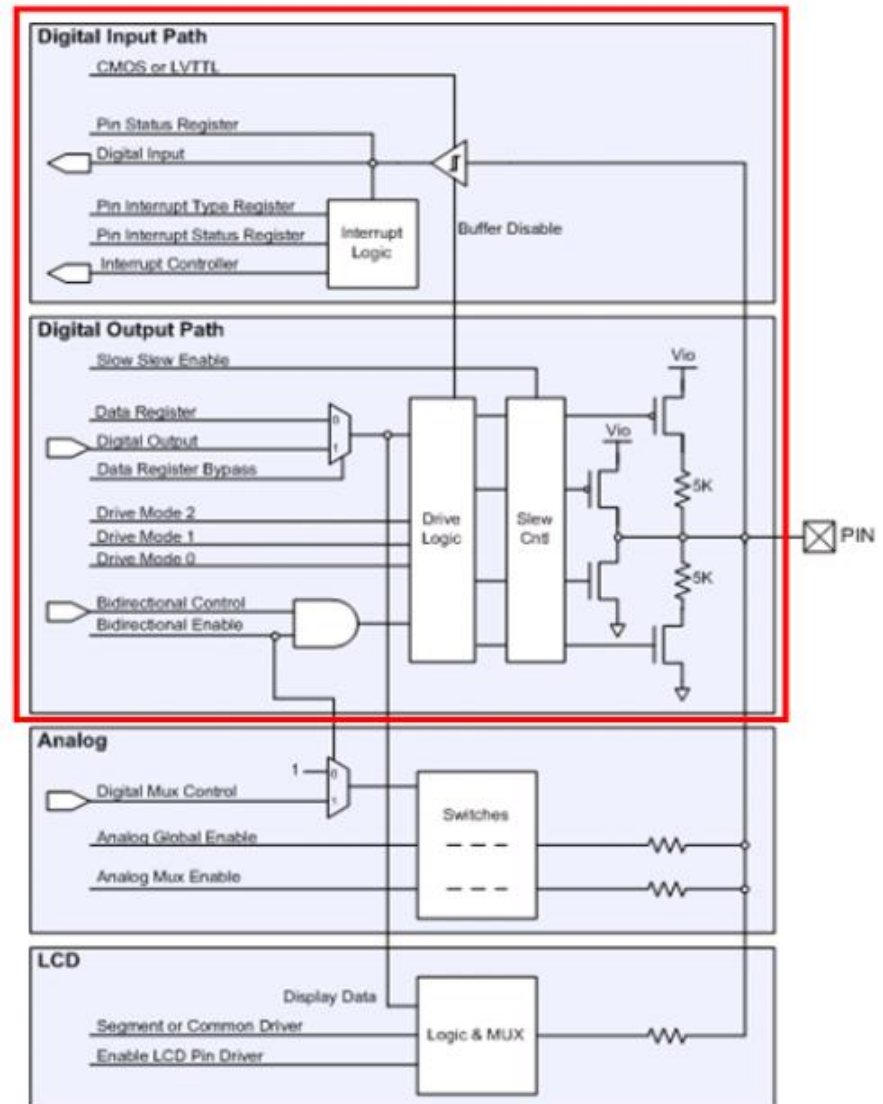 Digital Input Path
CMOS or LVTTL
Pin Status Register
Digital Input
Pin Interrupt Type Register
Pin Interrupt Status Register
Interrupt Controller
Interrupt
Logic
Buffer Disable
Digital Output Path
Slow Slew Enable
Vio
Data Register
0
Digital Output
1
Data Register Bypass
Vio
5K
Drive Mode 2
Drive Mode 1
Drive Mode 0
Drive
Logic
Slew
Cntl
PIN
5K
Bidirectional Control
Bidirectional Enable
Analog
1
0
Digital Mux Control
1
Switches
Analog Global Enable
Analog Mux Enable
LCD
Display Data
Segment or Common Driver
Logic & MUX
Enable LCD Pin Driver